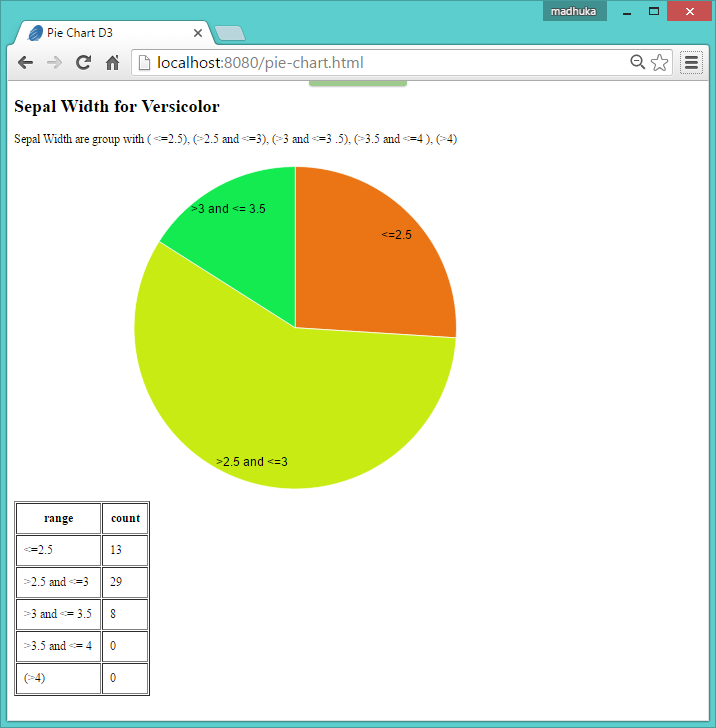 madhuka
Pie Chart D3
localhost:8080/pie-chart.html
Sepal Width for Versicolor
Sepal Width are group with ( <=2.5), (>2.5 and <=3), (>3 and <=3 .5), (>3.5 and <=4 ), (>4)
>3 and <= 3.5
<=2.5
>2.5 and <=3
range count
<=2.5 13
>2.5 and <=3 29
>3 and <= 3.5 8
>3.5 and <= 4 0
(>4) 0